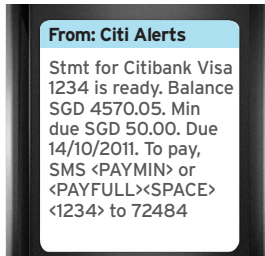 From: Citi Alerts
Stmt for Citibank Visa
1234 is ready. Balance
SGD 4570.05. Min
due SGD 50.00. Due
14/10/2011. To pay,
SMS <PAYMIN> or
<PAYFULL><SPACE>
<1234> to 72484